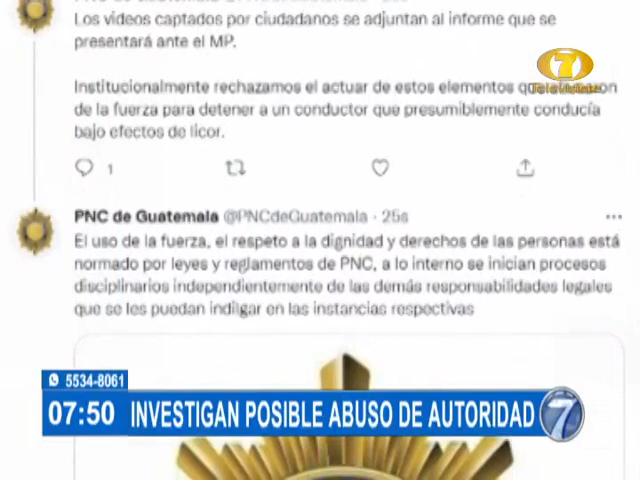 Los videos captados por ciudadanos se adjuntan al informe que se
presentará ante el MP.
Institucionalmente rechazamos el actuar de estos elementos que
de la fuerza para detener a un conductor que presumiblemente conducía
bajo efectos de licor.
1
PNC de Guatemala @PNCdeGuatemala · 25s
El uso de la fuerza, el respeto a la dignidad y derechos de las personas está
normado por leyes y reglamentos de PNC, a lo interno se inician procesos
disciplinarios independientemente de las demás responsabilidades legales
que se les puedan indilgar en las instancias respectivas
7
5534-8061
07:50 INVESTIGAN POSIBLE ABUSO DE AUTORIDAD 7